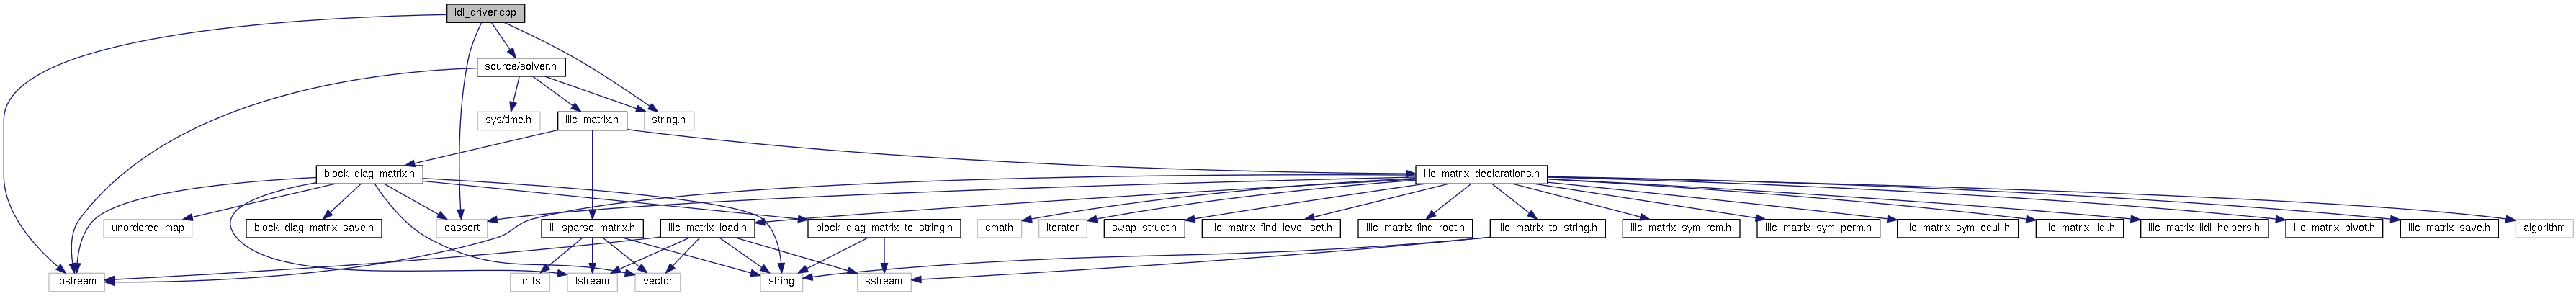 ldl_driver.cpp
source/solver.h
sys/time.h
lilc_matrix.h
string.h
block_diag_matrix.h
lilc_matrix_declarations.h
unordered_map
block_diag_matrix_save.h
cassert
lil_sparse_matrix.h
lilc_matrix_load.h
block_diag_matrix_to_string.h
cmath
iterator
swap_struct.h
lilc_matrix_find_level_set.h
lilc_matrix_find_root.h
lilc_matrix_to_string.h
lilc_matrix_sym_rcm.h
lilc_matrix_sym_perm.h
lilc_matrix_sym_equil.h
lilc_matrix_ildl.h
lilc_matrix_ildl_helpers.h
lilc_matrix_pivot.h
lilc_matrix_save.h
algorithm
iostream
limits
fstream
vector
string
sstream